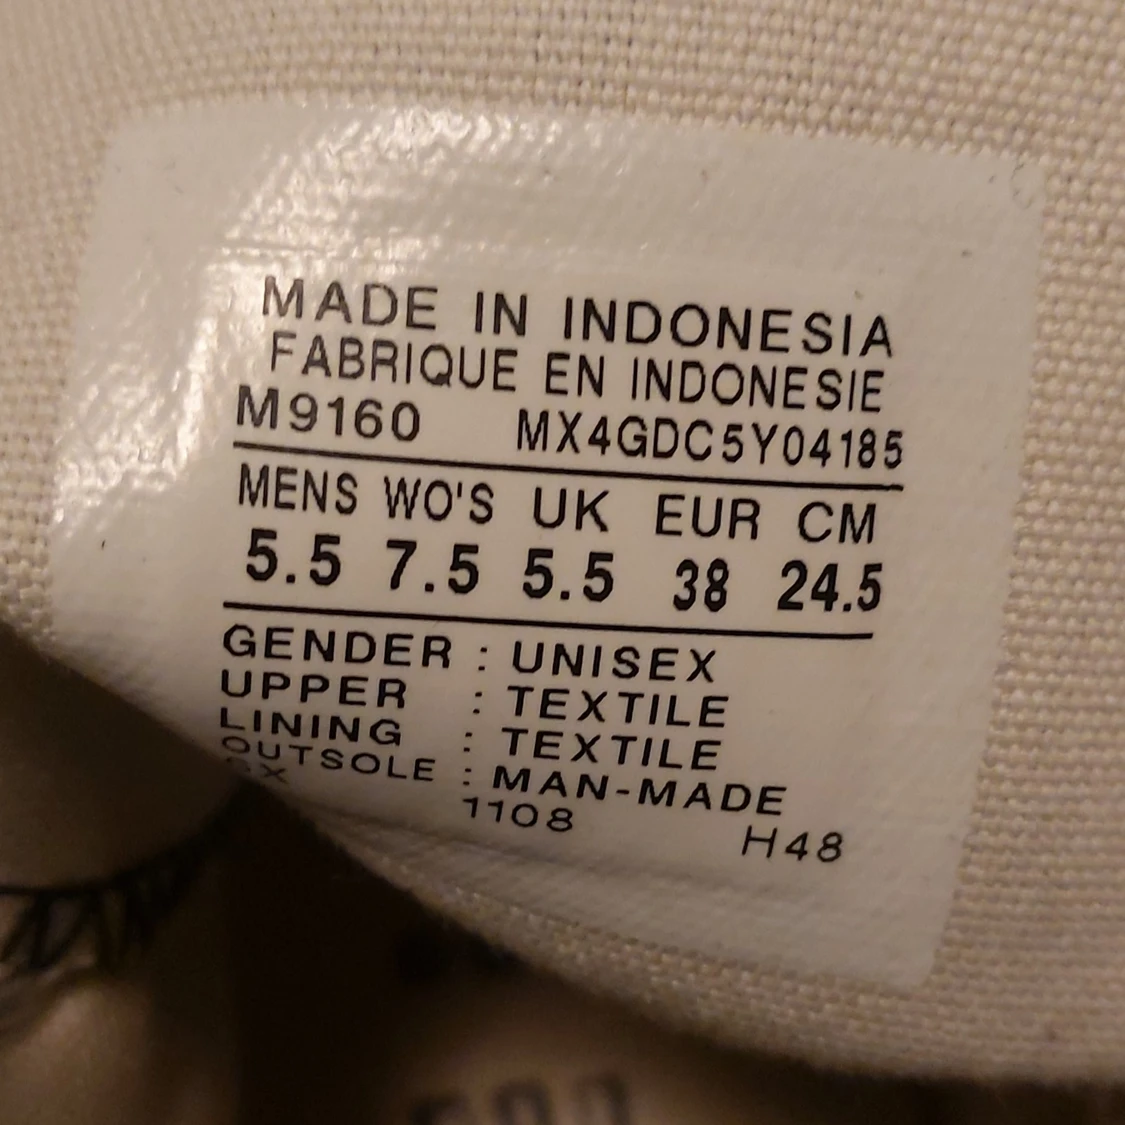 MADE IN INDONESIA
FABRIQUE EN INDONESIE
M9160 MX4GDC5Y04185
MENS WO'S UK EUR CM
5.5 7.5 5.5 38 24.5
GENDER : UNISEX
UPPER : TEXTILE
LINING : TEXTILE
OUTSOLE : MAN-MADE
1108 H48